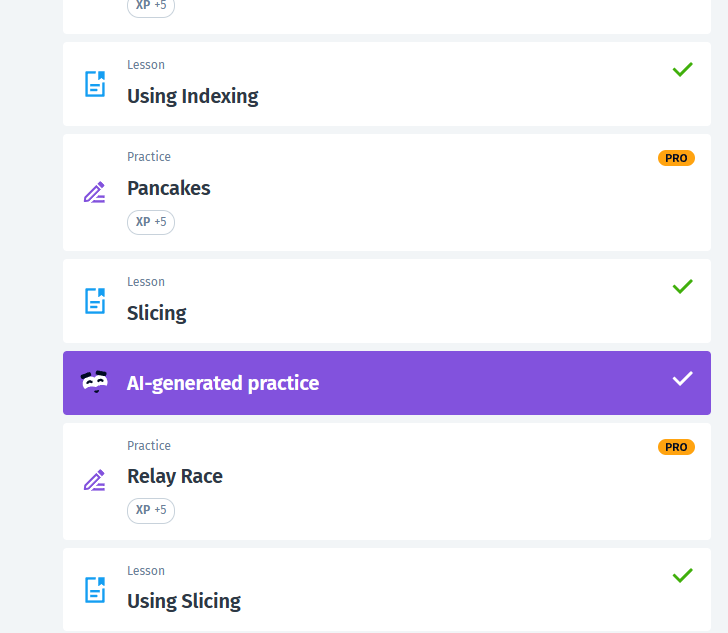 XP +5
Lesson
Using Indexing
Practice
PRO
Pancakes
XP +5
Lesson
Slicing
AI-generated practice
Practice
PRO
Relay Race
XP +5
Lesson
Using Slicing